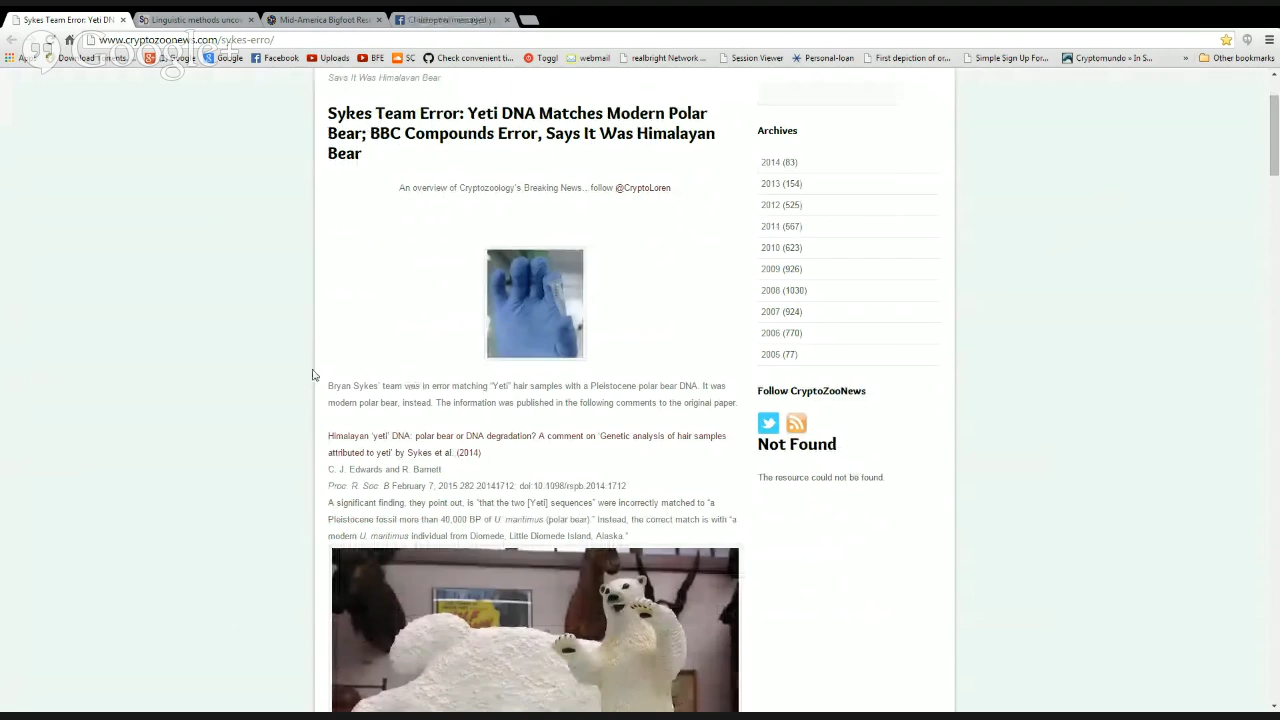 Sykes Team Error: Yeti DN
Linguistic methods uncov
Mid-America Bigfoot Res
www.cryptozoonews.com/sykes-erro/
Google+
Apps
Download
Google
Facebook
Uploads
BFE
SC
Check convenient ti...
Toggl
webmail
realbright Network ...
Session Viewer
Personal-loan
First depiction of or...
Simple Sign Up For...
Cryptomundo » In S...
»
Other bookmarks
Says It Was Himalayan Bear
Sykes Team Error: Yeti DNA Matches Modern Polar
Bear; BBC Compounds Error, Says It Was Himalayan
Bear
An overview of Cryptozoology's Breaking News... follow @CryptoLoren
Bryan Sykes' team was in error matching "Yeti" hair samples with a Pleistocene polar bear DNA. It was
modern polar bear, instead. The information was published in the following comments to the original paper.
Himalayan 'yeti' DNA: polar bear or DNA degradation? A comment on 'Genetic analysis of hair samples
attributed to yeti' by Sykes et al. (2014)
C. J. Edwards and R. Barnett
Proc. R. Soc. B February 7, 2015 282 20141712; doi:10.1098/rspb.2014.1712
A significant finding, they point out, is "that the two [Yeti] sequences" were incorrectly matched to "a
Pleistocene fossil more than 40,000 BP of U. maritimus (polar bear)." Instead, the correct match is with "a
modern U. maritimus individual from Diomede, Little Diomede Island, Alaska."
Archives
2014 (83)
2013 (154)
2012 (525)
2011 (567)
2010 (623)
2009 (926)
2008 (1030)
2007 (924)
2006 (770)
2005 (77)
Follow CryptoZooNews
Not Found
The resource could not be found.